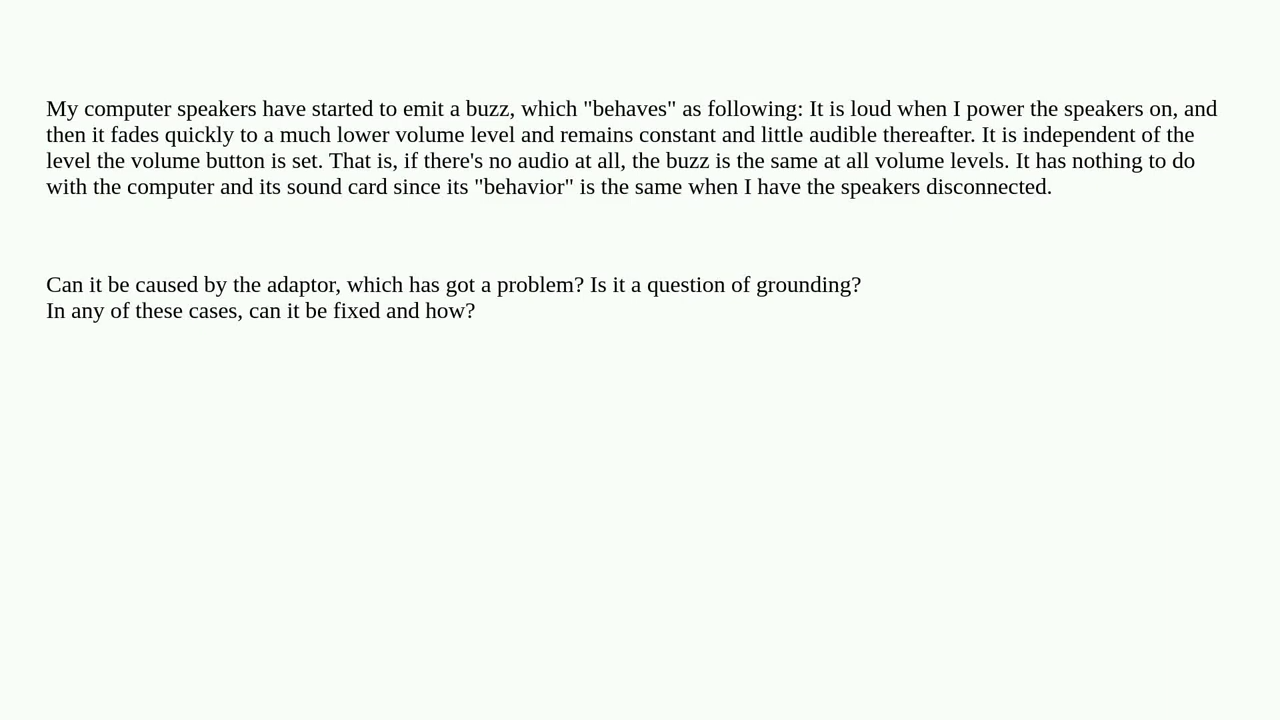 My computer speakers have started to emit a buzz, which "behaves" as following: It is loud when I power the speakers on, and
then it fades quickly to a much lower volume level and remains constant and little audible thereafter. It is independent of the
level the volume button is set. That is, if there's no audio at all, the buzz is the same at all volume levels. It has nothing to do
with the computer and its sound card since its "behavior" is the same when I have the speakers disconnected.
Can it be caused by the adaptor, which has got a problem? Is it a question of grounding?
In any of these cases, can it be fixed and how?